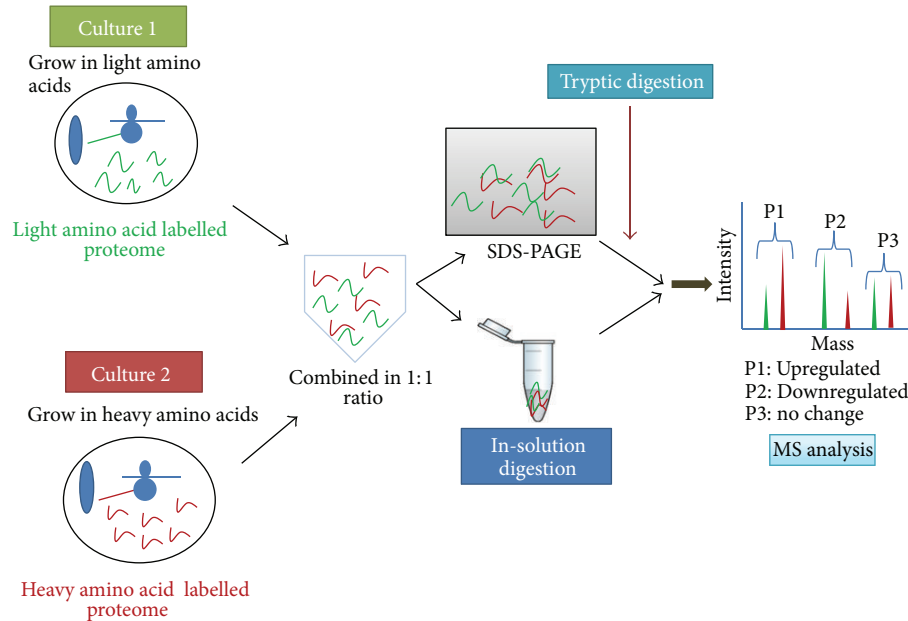 Culture 1
Grow in light amino
acids
Light amino acid labelled
proteome
Culture 2
Grow in heavy amino acids
Heavy amino acid labelled
proteome
Combined in 1:1
ratio
Tryptic digestion
SDS-PAGE
In-solution
digestion
P1
P2
P3
Intensity
Mass
P1: Upregulated
P2: Downregulated
P3: no change
MS analysis